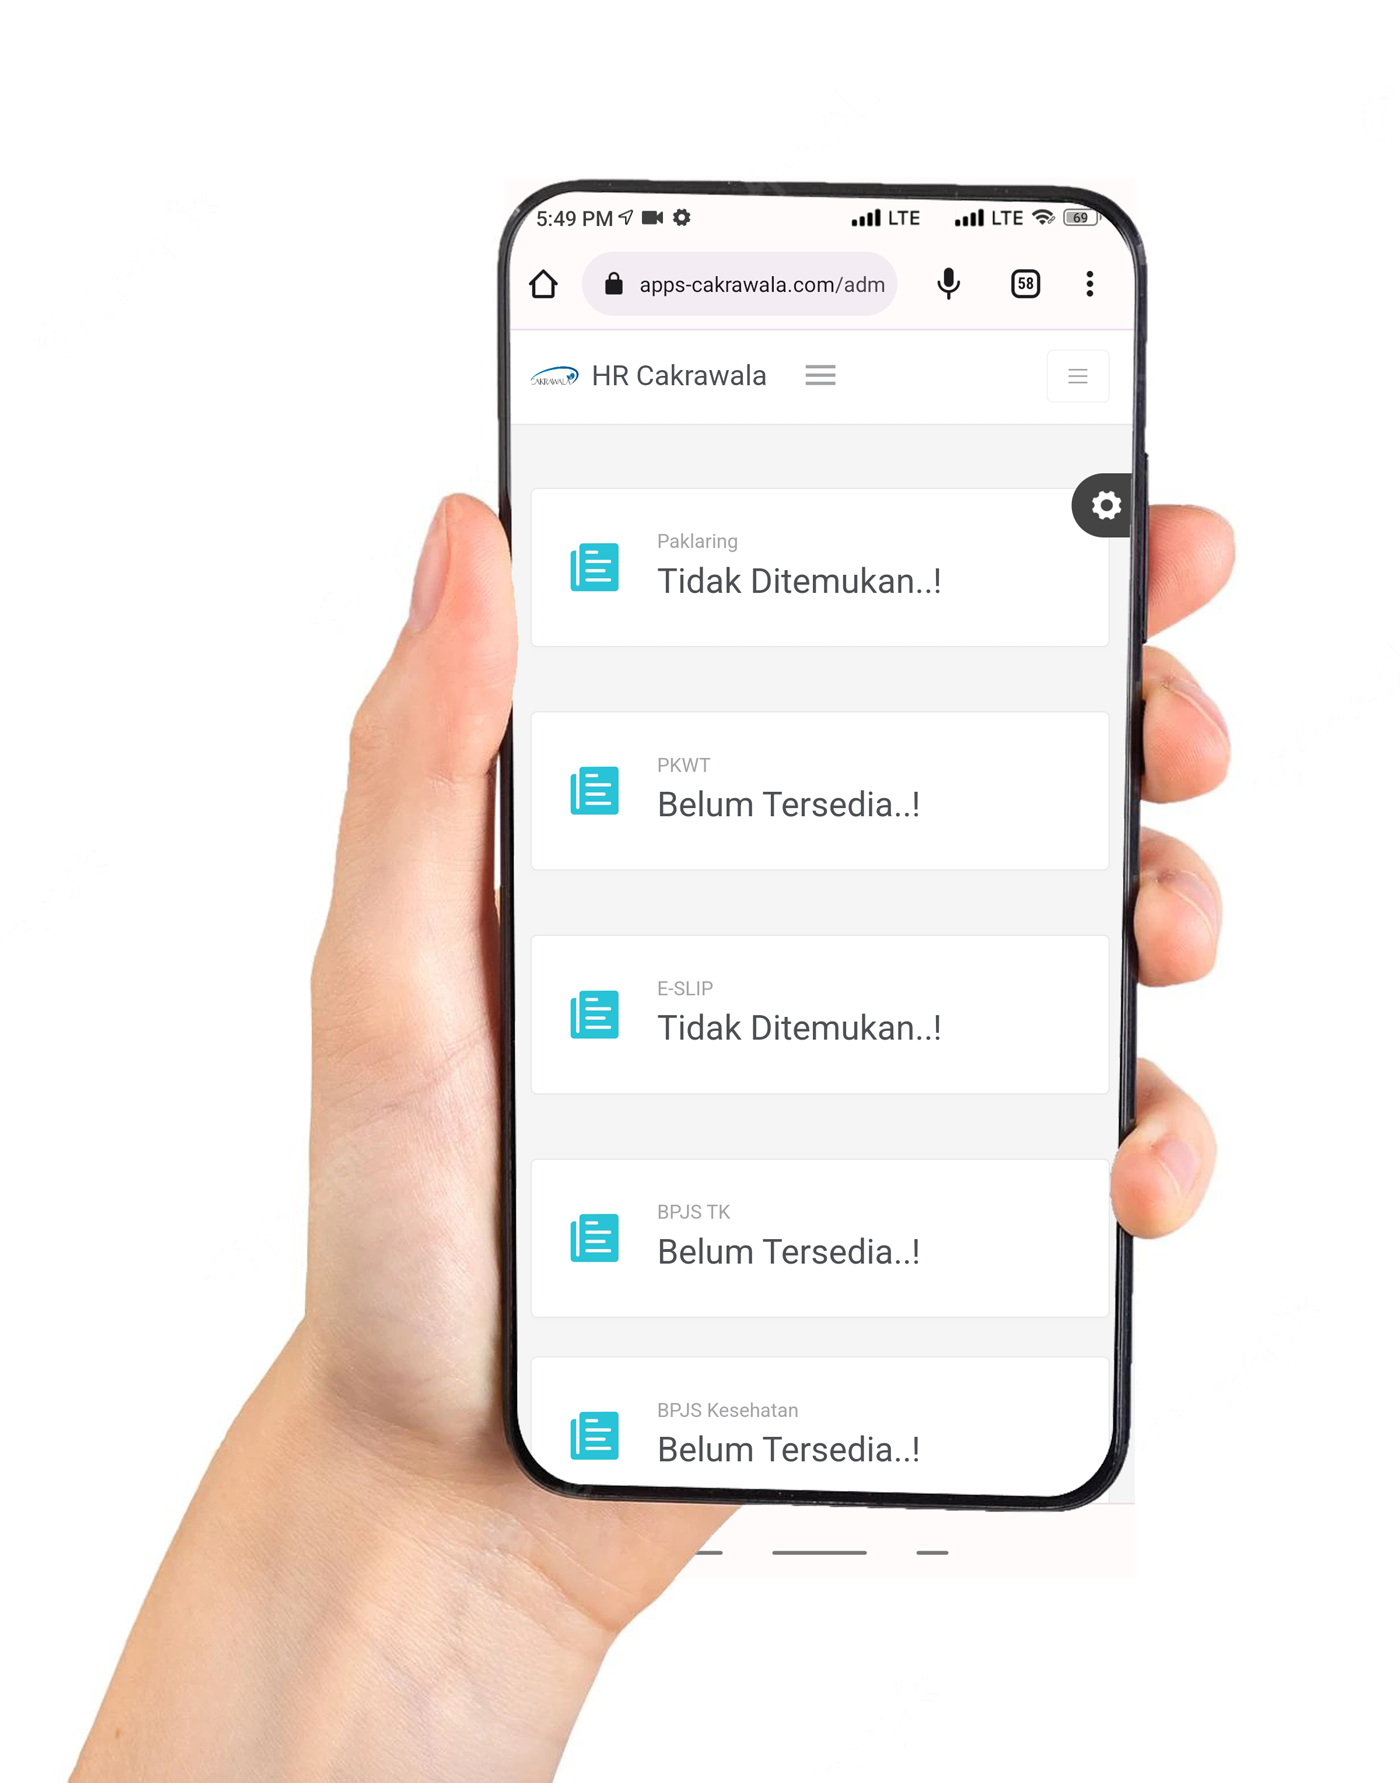 5:49 PM LTE LTE 69
apps-cakrawala.com/adm 58
CAKRAWALA HR Cakrawala
Paklaring
Tidak Ditemukan..!
PKWT
Belum Tersedia..!
E-SLIP
Tidak Ditemukan..!
BPJS TK
Belum Tersedia..!
BPJS Kesehatan
Belum Tersedia..!